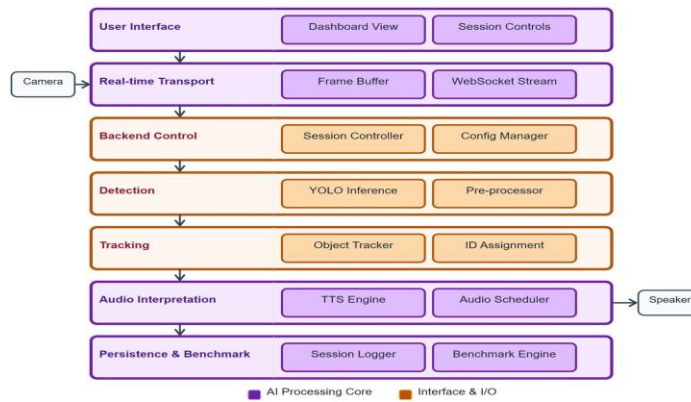 User Interface Dashboard View Session Controls
Camera Real-time Transport Frame Buffer WebSocket Stream
Backend Control Session Controller Config Manager
Detection YOLO Inference Pre-processor
Tracking Object Tracker ID Assignment
Audio Interpretation TTS Engine Audio Scheduler Speaker
Persistence & Benchmark Session Logger Benchmark Engine
AI Processing Core Interface & I/O